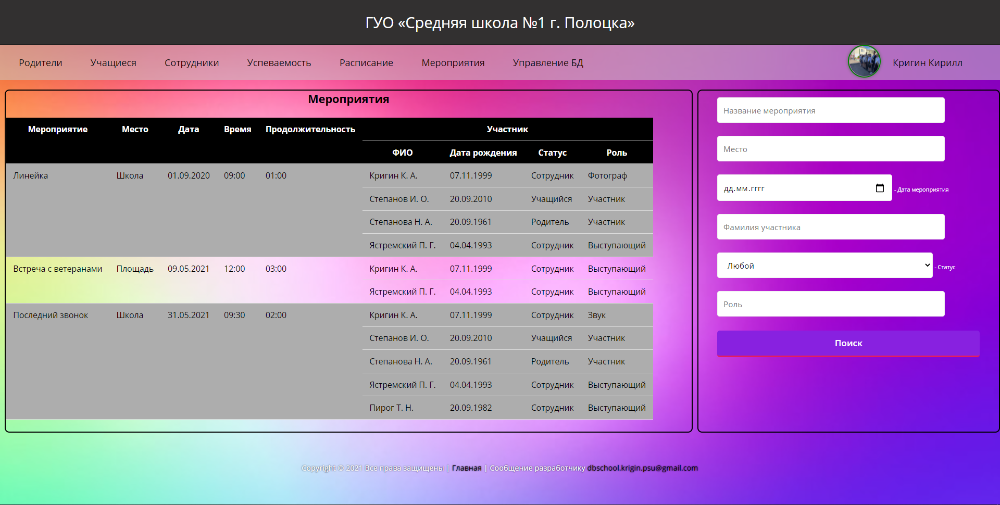 ГУО «Средняя школа №1 г. Полоцка»
Родители Учащиеся Сотрудники Успеваемость Расписание Мероприятия Управление БД Кригин Кирилл
Мероприятия
Мероприятие Место Дата Время Продолжительность Участник
ФИО Дата рождения Статус Роль
Линейка Школа 01.09.2020 09:00 01:00 Кригин К. А. 07.11.1999 Сотрудник Фотограф
Степанов И. О. 20.09.2010 Учащийся Участник
Степанова Н. А. 20.09.1961 Родитель Участник
Ястремский П. Г. 04.04.1993 Сотрудник Выступающий
Встреча с ветеранами Площадь 09.05.2021 12:00 03:00 Кригин К. А. 07.11.1999 Сотрудник Выступающий
Ястремский П. Г. 04.04.1993 Сотрудник Выступающий
Последний звонок Школа 31.05.2021 09:30 02:00 Кригин К. А. 07.11.1999 Сотрудник Звук
Степанов И. О. 20.09.2010 Учащийся Участник
Степанова Н. А. 20.09.1961 Родитель Участник
Ястремский П. Г. 04.04.1993 Сотрудник Выступающий
Пирог Т. Н. 20.09.1982 Сотрудник Выступающий
Название мероприятия
Место
дд.мм.гггг - Дата мероприятия
Фамилия участника
Любой - Статус
Роль
Поиск
Copyright © 2021 Все права защищены | Главная | Сообщение разработчику dbschool.krigin.psu@gmail.com